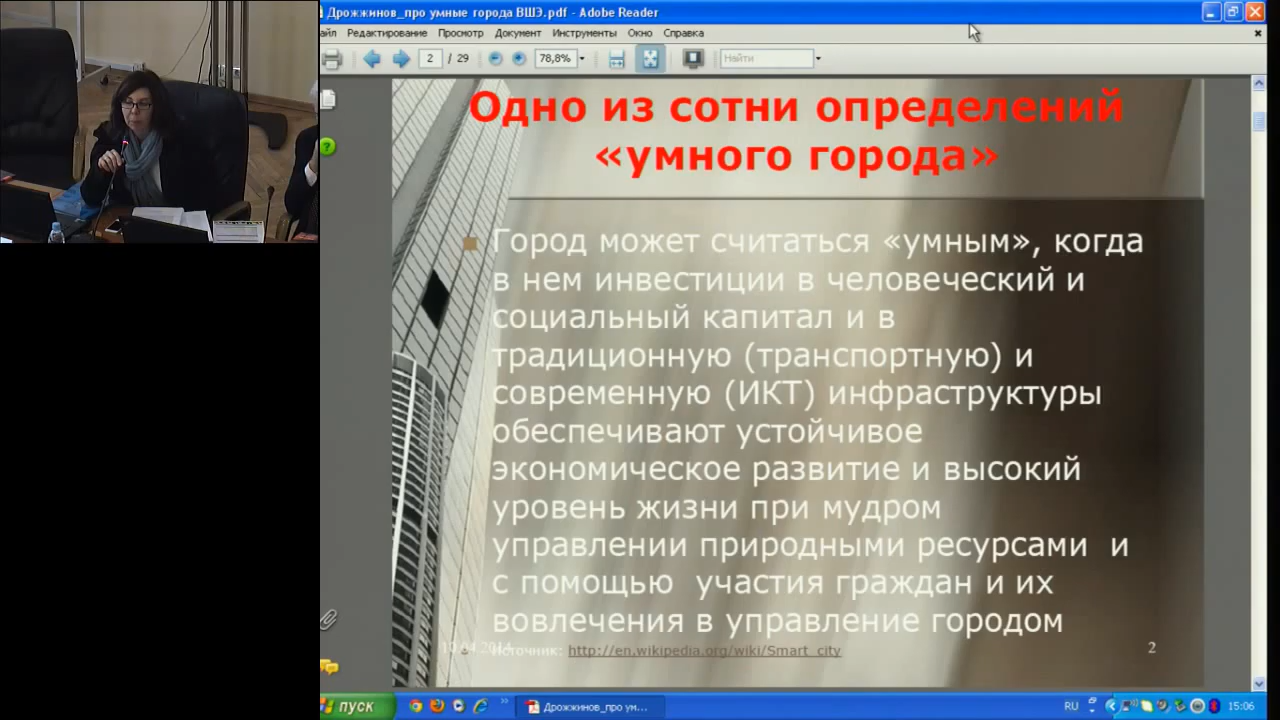 Дрожжинов_про умные города ВШЭ.pdf - Adobe Reader
айл Редактирование Просмотр Документ Инструменты Окно Справка
2 / 29 78,8% Найти
Одно из сотни определений
«умного города»
Город может считаться «умным», когда
в нем инвестиции в человеческий и
социальный капитал и в
традиционную (транспортную) и
современную (ИКТ) инфраструктуры
обеспечивают устойчивое
экономическое развитие и высокий
уровень жизни при мудром
управлении природными ресурсами и
с помощью участия граждан и их
вовлечения в управление городом
Источник: http://en.wikipedia.org/wiki/Smart_city
2
пуск Дрожжинов_про ум... RU 15:06